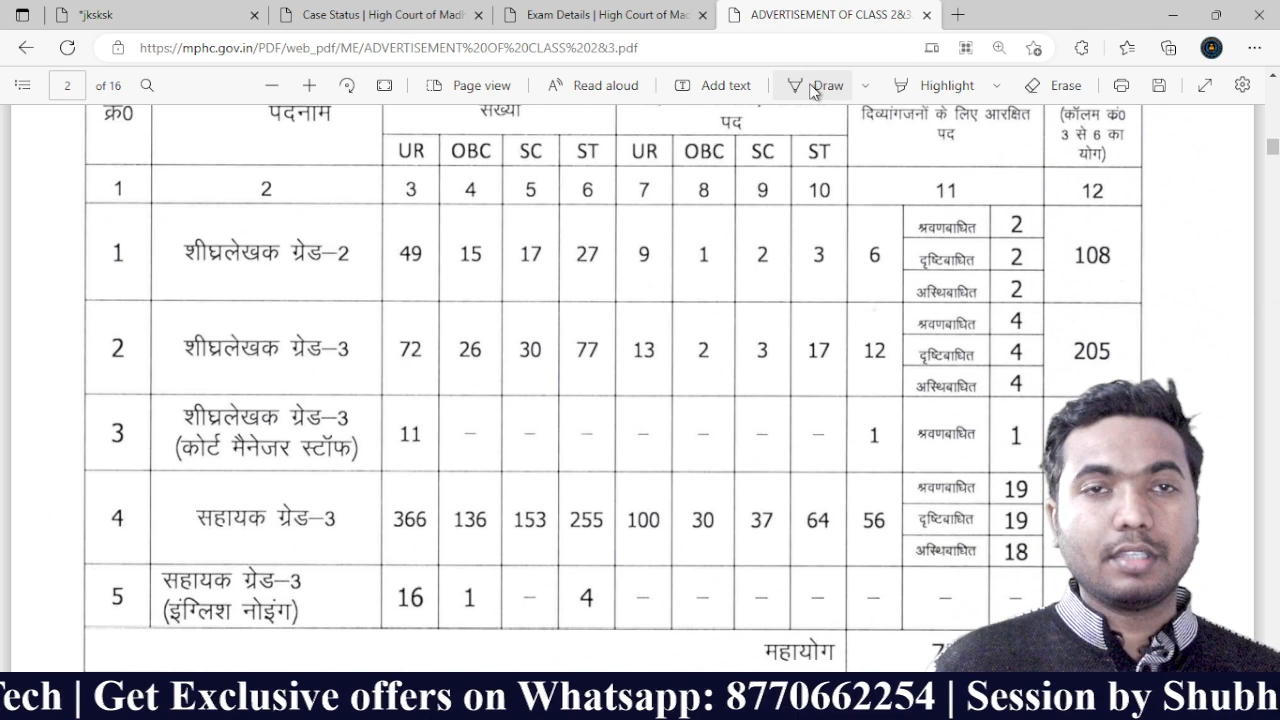 *jksksk
Case Status | High Court of Madh
Exam Details | High Court of Ma
ADVERTISEMENT OF CLASS 2&3.
https://mphc.gov.in/PDF/web_pdf/ME/ADVERTISEMENT%20OF%20CLASS%202&3.pdf
2 of 16 Page view Read aloud Add text Draw Highlight Erase
क्र0 पदनाम संख्या पद दिव्यांगजनों के लिए आरक्षित पद (कॉलम कं0 3 से 6 का योग)
UR OBC SC ST UR OBC SC ST
1 2 3 4 5 6 7 8 9 10 11 12
1 शीघ्रलेखक ग्रेड–2 49 15 17 27 9 1 2 3 6 श्रवणबाधित 2 108
दृष्टिबाधित 2
अस्थिबाधित 2
2 शीघ्रलेखक ग्रेड–3 72 26 30 77 13 2 3 17 12 श्रवणबाधित 4 205
दृष्टिबाधित 4
अस्थिबाधित 4
3 शीघ्रलेखक ग्रेड–3 11 – – – – – – – 1 श्रवणबाधित 1
(कोर्ट मैनेजर स्टॉफ)
4 सहायक ग्रेड–3 366 136 153 255 100 30 37 64 56 श्रवणबाधित 19
दृष्टिबाधित 19
अस्थिबाधित 18
5 सहायक ग्रेड–3 16 1 – 4 – – – – – – –
(इंग्लिश नोइंग)
महायोग
Tech | Get Exclusive offers on Whatsapp: 8770662254 | Session by Shubh